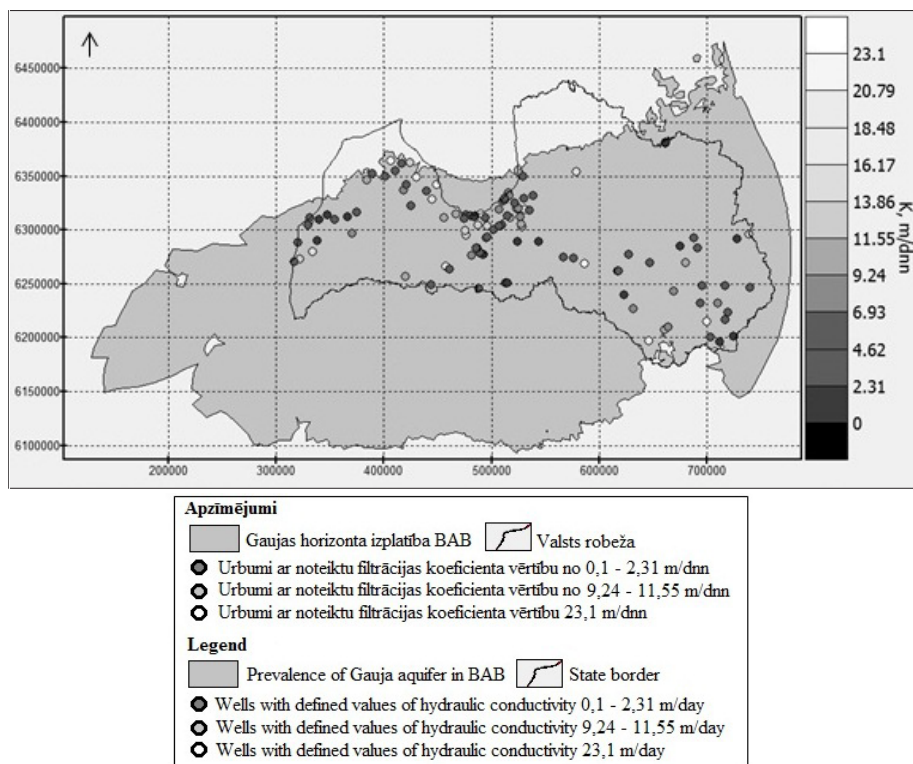 6450000
6400000
6350000
6300000
6250000
6200000
6150000
6100000
200000
300000
400000
500000
600000
700000
23.1
20.79
18.48
16.17
13.86
11.55
9.24
6.93
4.62
2.31
0
K, m/dnn
Apzīmējumi
Gaujas horizonta izplatība BAB
Valsts robeža
Urbumi ar noteiktu filtrācijas koeficienta vērtību no 0,1 - 2,31 m/dnn
Urbumi ar noteiktu filtrācijas koeficienta vērtību no 9,24 - 11,55 m/dnn
Urbumi ar noteiktu filtrācijas koeficienta vērtību 23,1 m/dnn
Legend
Prevalence of Gauja aquifer in BAB
State border
Wells with defined values of hydraulic conductivity 0,1 - 2,31 m/day
Wells with defined values of hydraulic conductivity 9,24 - 11,55 m/day
Wells with defined values of hydraulic conductivity 23,1 m/day